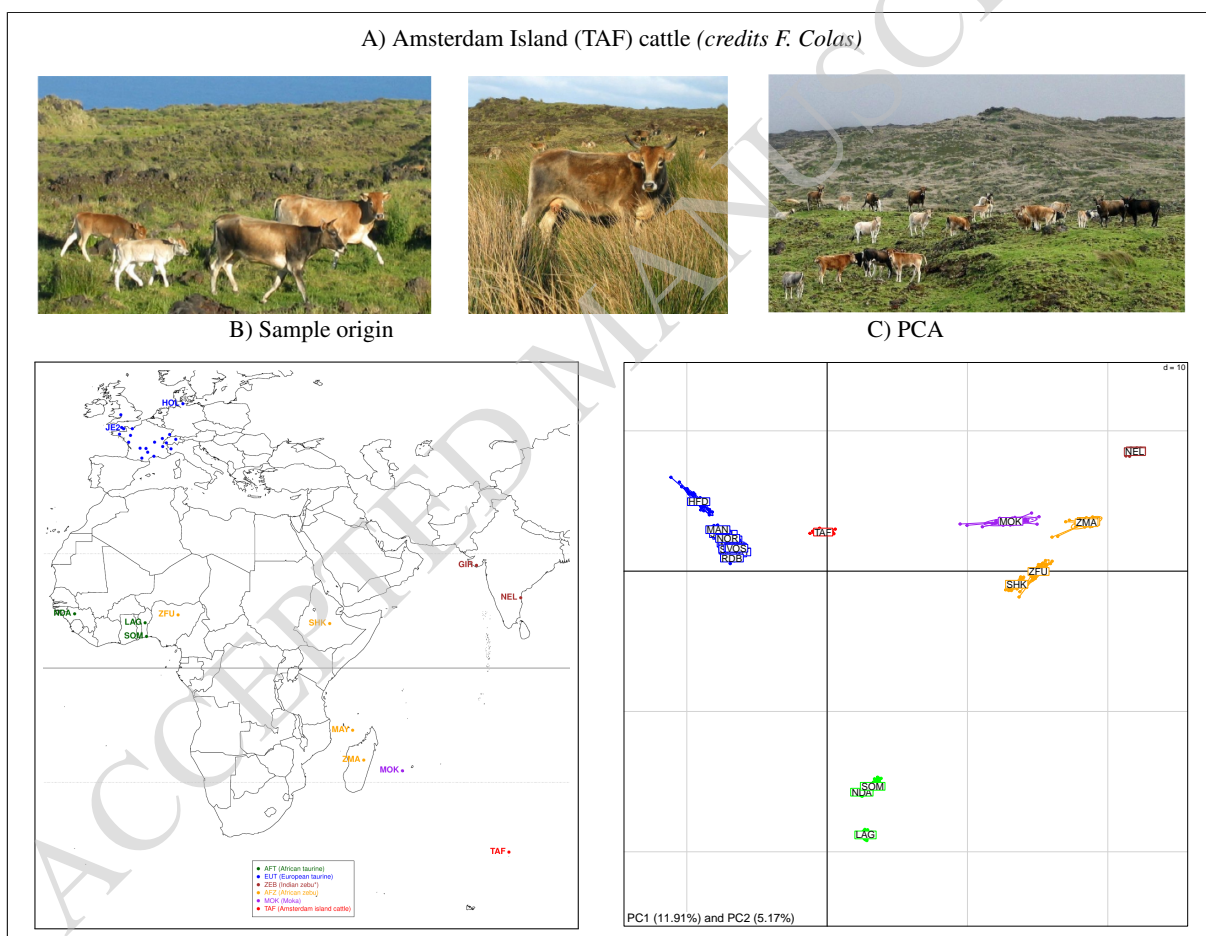 A) Amsterdam Island (TAF) cattle (credits F. Colas)
B) Sample origin
C) PCA
HOL
JE2
GIR
NEL
NDA
LAG
SOM
ZFU
SHK
MAY
ZMA
MOK
TAF
AFT (African taurine)
EUT (European taurine)
ZEB (Indian zebu")
AFZ (African zebu)
MOK (Moka)
TAF (Amsterdam island cattle)
d = 10
NEL
HFD
MAN
NOR
RDB
TAF
MOK
ZMA
ZFU
SHK
SOM
NDA
LAG
PC1 (11.91%) and PC2 (5.17%)
ACCEPTED MANUSC